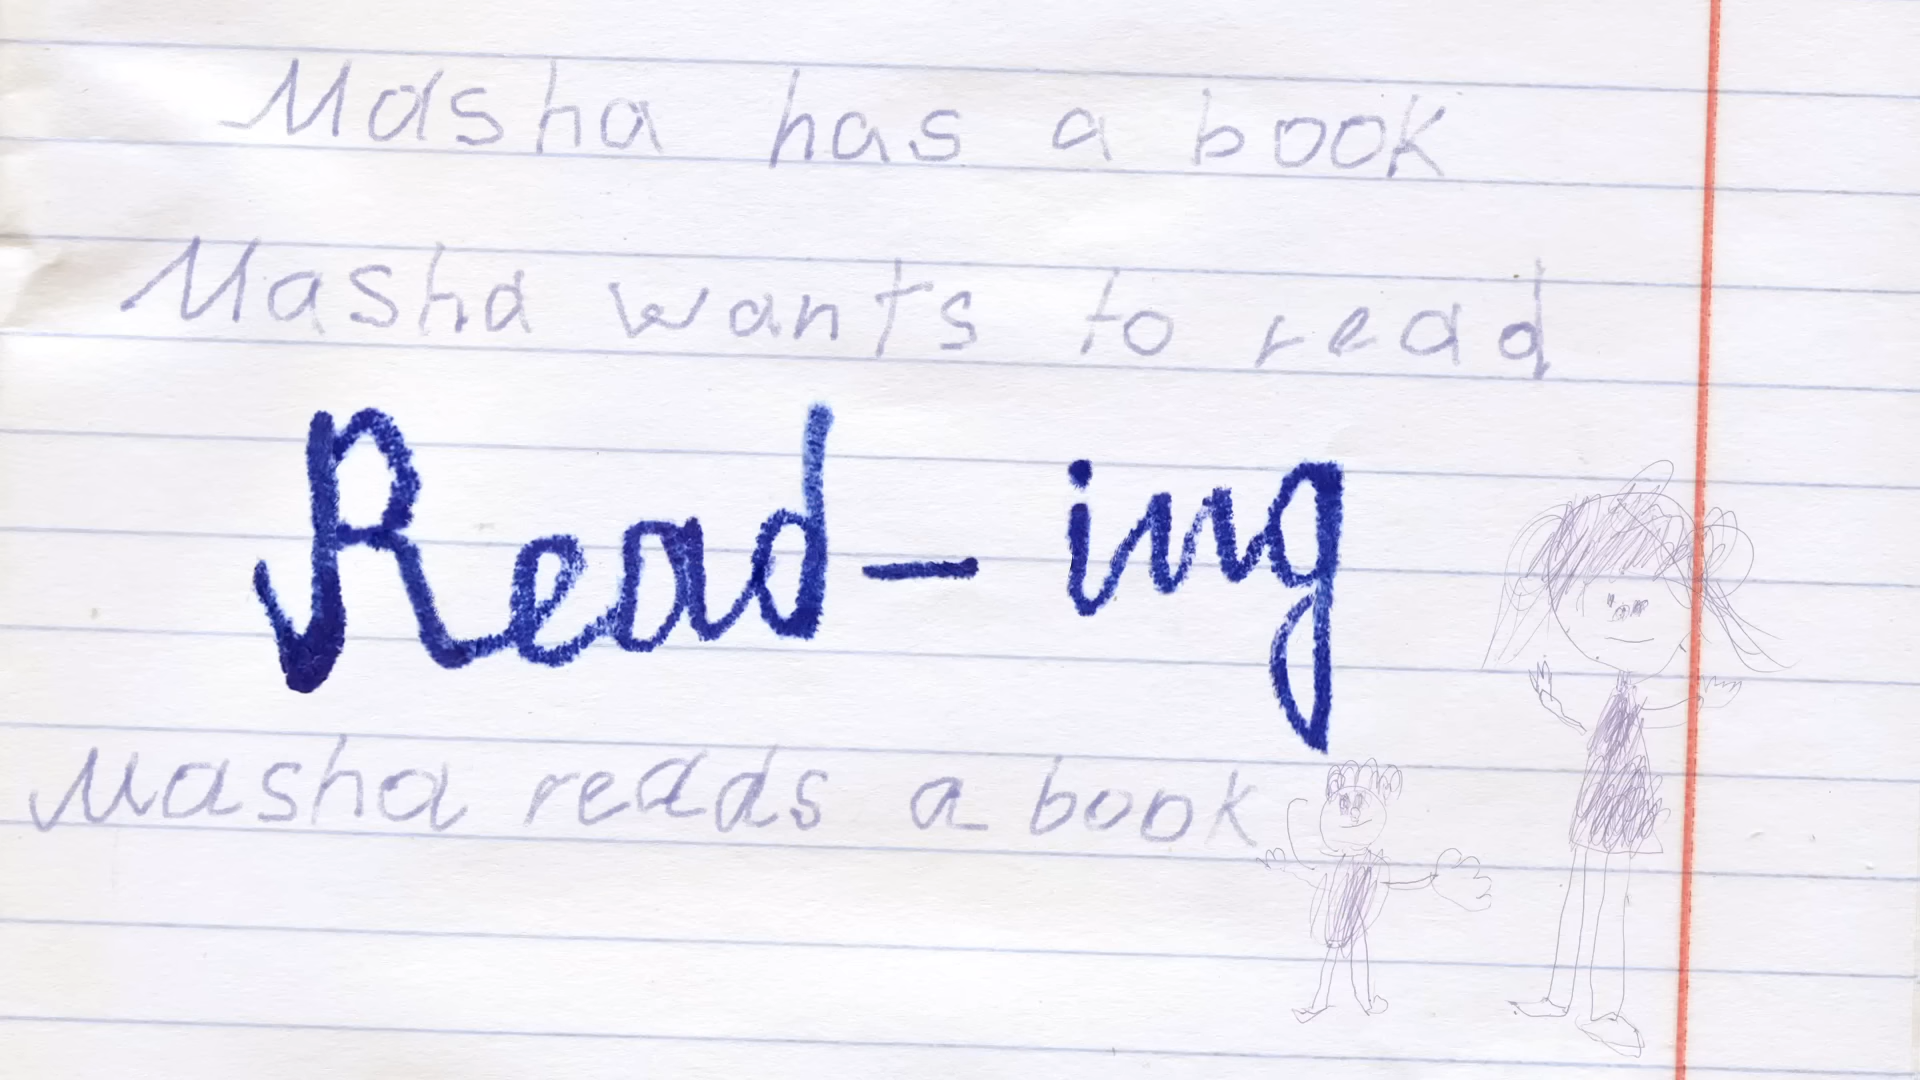 Masha has a book
Masha wants to read
Read - ing
Masha reads a book